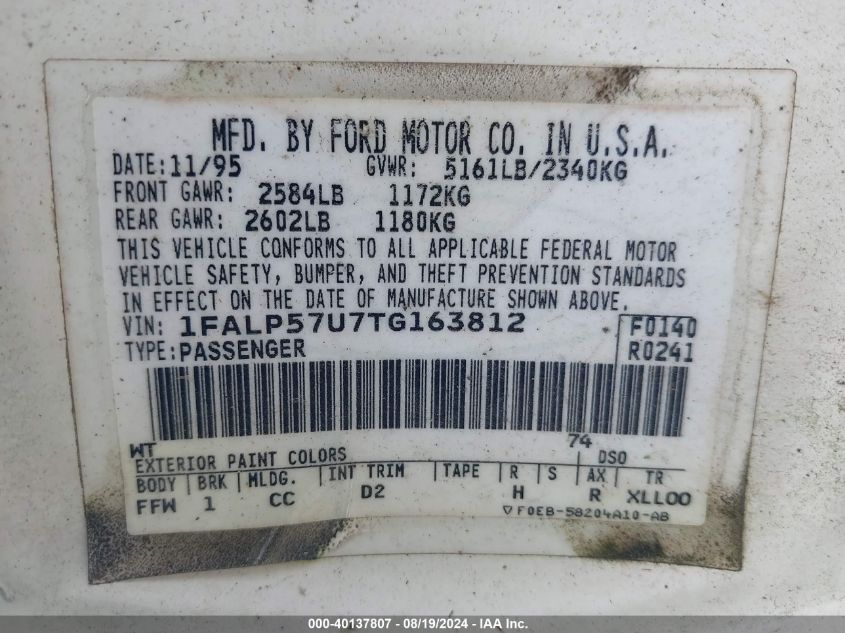 MFD. BY FORD MOTOR CO. IN U.S.A.
DATE: 11/95 GVWR: 5161LB/2340KG
FRONT GAWR: 2584LB 1172KG
REAR GAWR: 2602LB 1180KG
THIS VEHICLE CONFORMS TO ALL APPLICABLE FEDERAL MOTOR
VEHICLE SAFETY, BUMPER, AND THEFT PREVENTION STANDARDS
IN EFFECT ON THE DATE OF MANUFACTURE SHOWN ABOVE.
VIN: 1FALP57U7TG163812 F0140
TYPE: PASSENGER R0241
WT 74
EXTERIOR PAINT COLORS DSO
BODY BRK MLDG. INT TRIM TAPE R S AX TR
FFW 1 CC D2 H R XLLOO
▽ F0EB-58204A10-AB
000-40137807 - 08/19/2024 - IAA Inc.